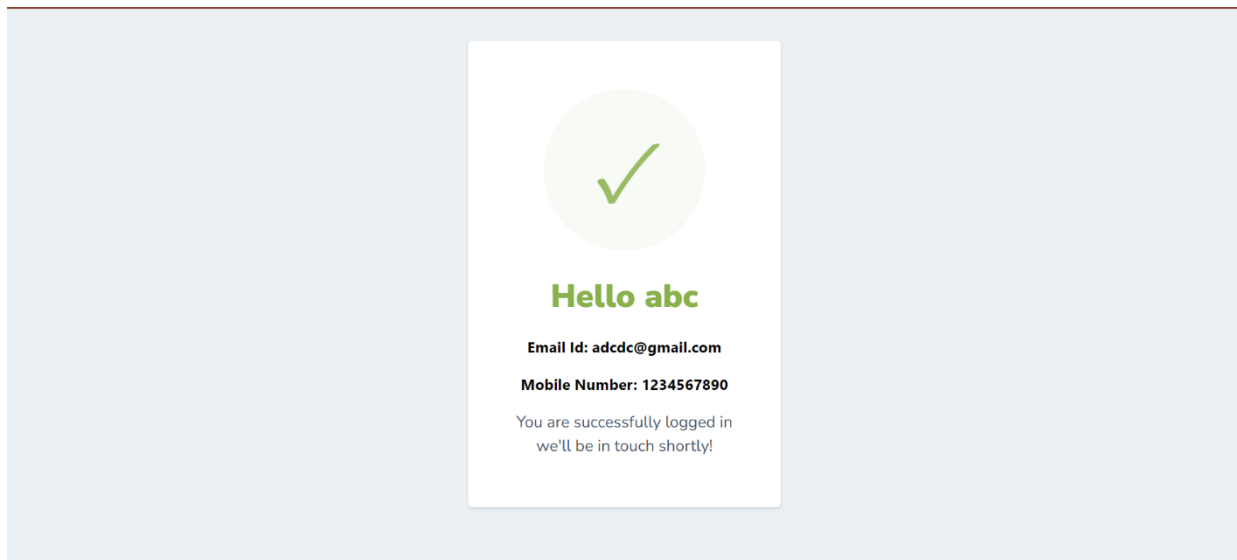 ✓
Hello abc
Email Id: adcdc@gmail.com
Mobile Number: 1234567890
You are successfully logged in
we'll be in touch shortly!